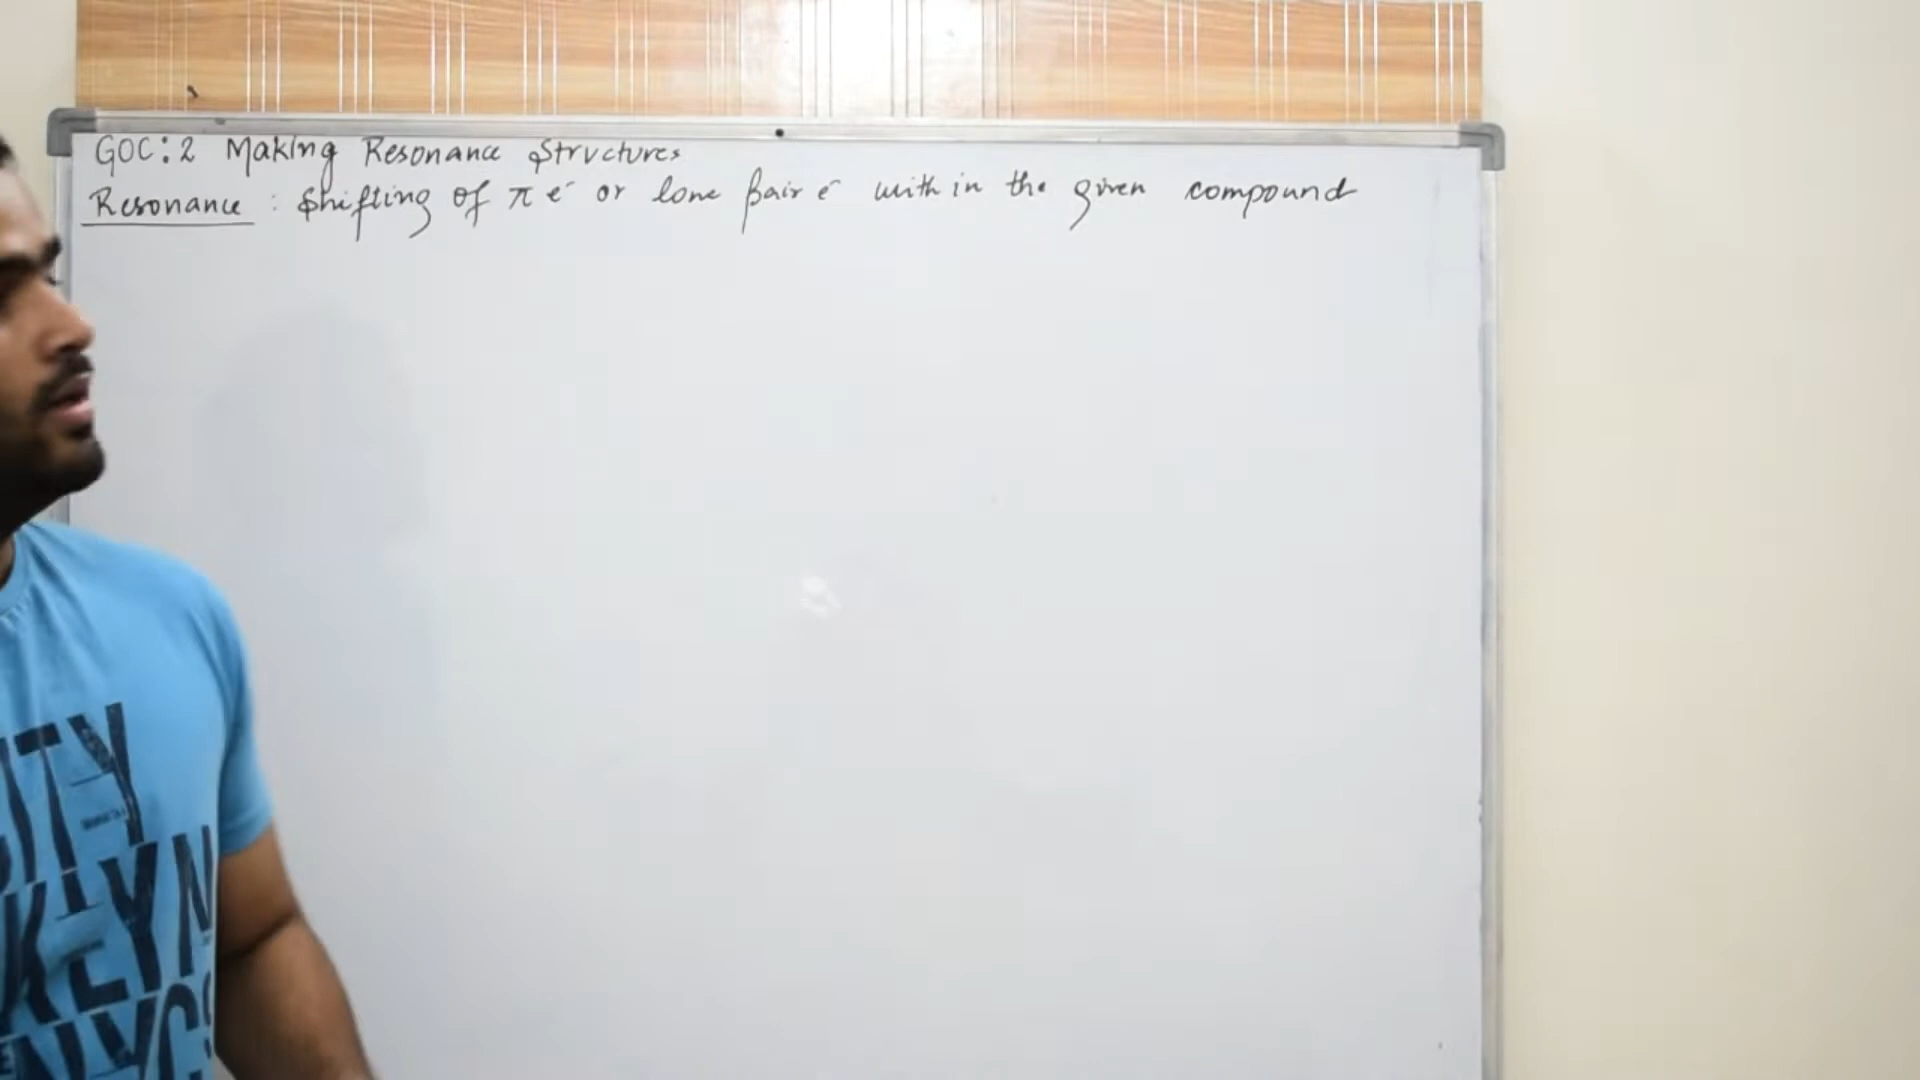 GOC:2 Making Resonance Structures
Resonance : Shifting of π e⁻ or lone pair e⁻ with in the given compound